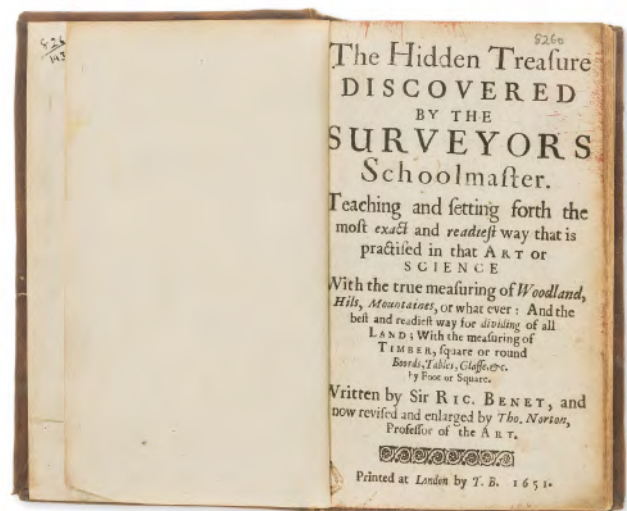 8260
The Hidden Treaſure
DISCOVERED
BY THE
SURVEYORS
Schoolmaſter.
Teaching and ſetting forth the
moſt exact and readieſt way that is
practiſed in that ART or
SCIENCE
With the true meaſuring of Woodland,
Hils, Mountaines, or what ever: And the
beſt and readieſt way for dividing of all
LAND; With the meaſuring of
TIMBER, ſquare or round
Boords, Tables, Glaſſe, &c.
by Foot or Square.
Written by Sir RIC. BENET, and
now reviſed and enlarged by Tho. Norton,
Profeſſor of the ART.
Printed at London by T. B. 1651.